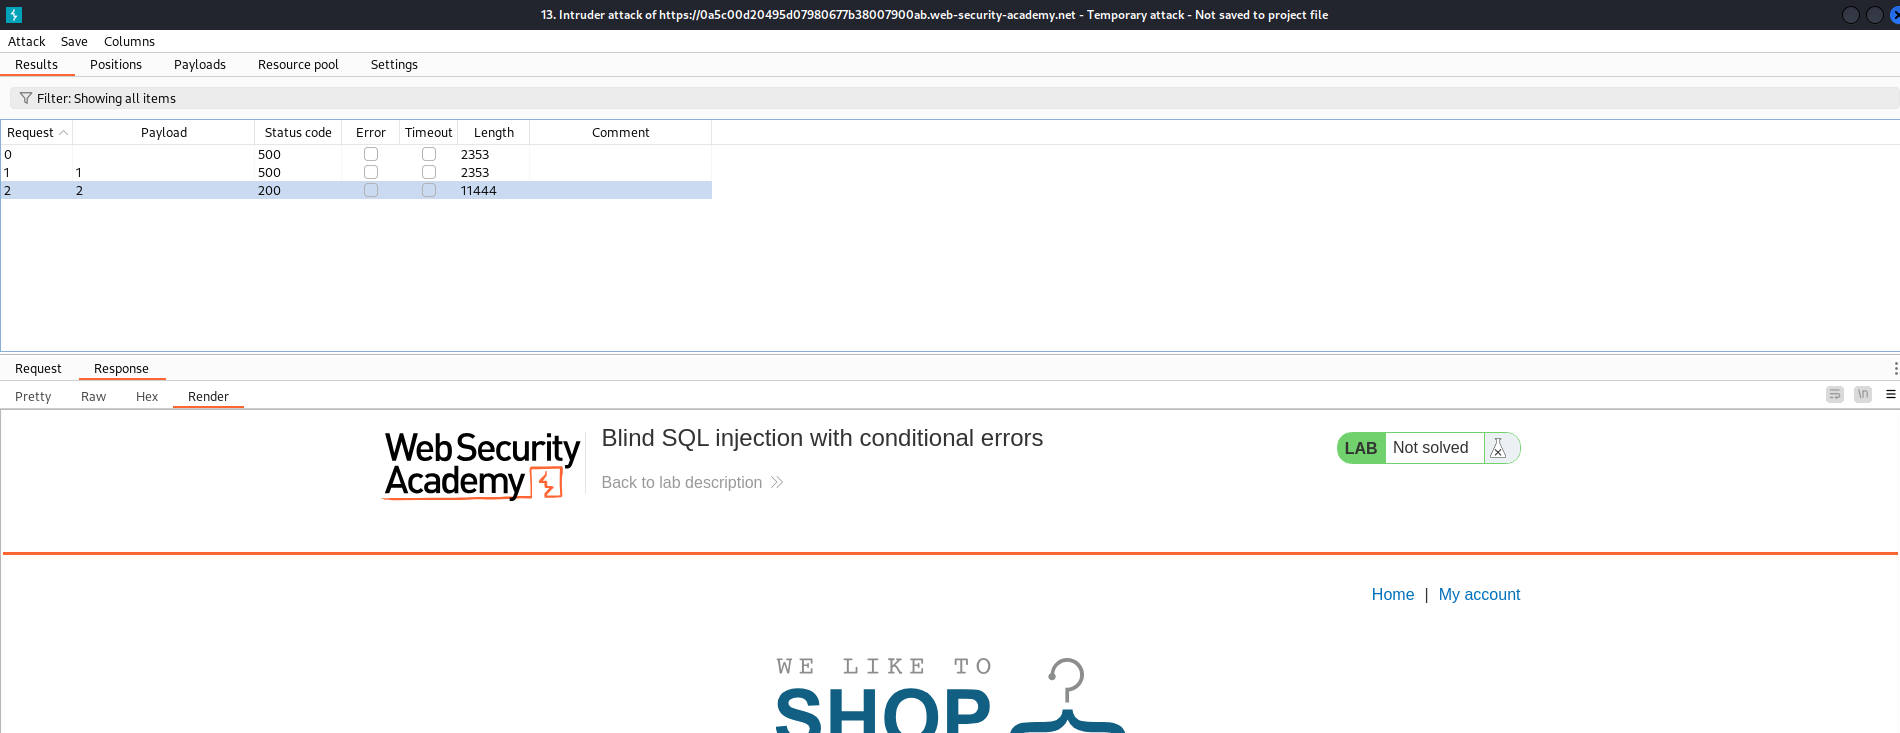 13. Intruder attack of https://0a5c00d20495d07980677b38007900ab.web-security-academy.net - Temporary attack - Not saved to project file
Attack Save Columns
Results Positions Payloads Resource pool Settings
Filter: Showing all items
Request Payload Status code Error Timeout Length Comment
0 500 2353
1 1 500 2353
2 2 200 11444
Request Response
Pretty Raw Hex Render
\n
Web Security
Academy
Blind SQL injection with conditional errors
Back to lab description
LAB Not solved
Home | My account
WE LIKE TO
SHOP